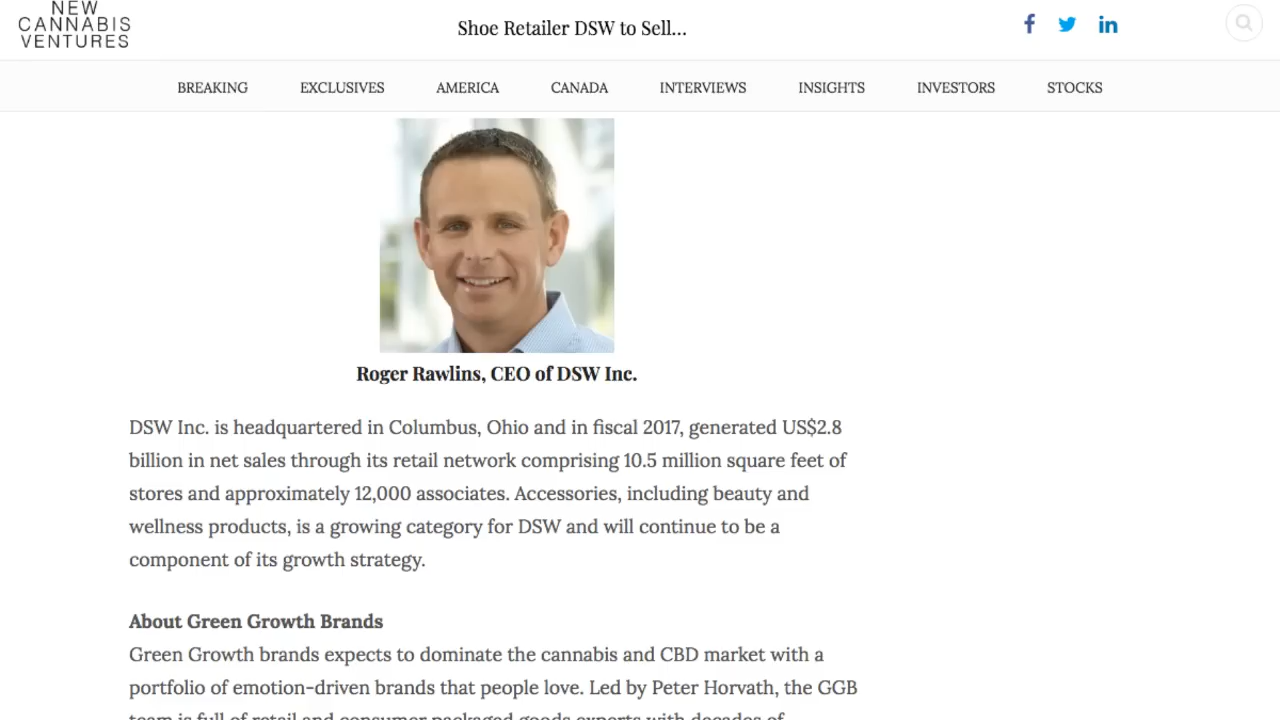 NEW
CANNABIS
VENTURES
Shoe Retailer DSW to Sell...
BREAKING EXCLUSIVES AMERICA CANADA INTERVIEWS INSIGHTS INVESTORS STOCKS
Roger Rawlins, CEO of DSW Inc.
DSW Inc. is headquartered in Columbus, Ohio and in fiscal 2017, generated US$2.8
billion in net sales through its retail network comprising 10.5 million square feet of
stores and approximately 12,000 associates. Accessories, including beauty and
wellness products, is a growing category for DSW and will continue to be a
component of its growth strategy.
About Green Growth Brands
Green Growth brands expects to dominate the cannabis and CBD market with a
portfolio of emotion-driven brands that people love. Led by Peter Horvath, the GGB
team is full of retail and consumer packaged goods experts with decades of